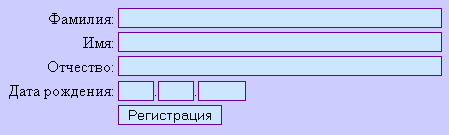 Фамилия:
Имя:
Отчество:
Дата рождения: . .
Регистрация